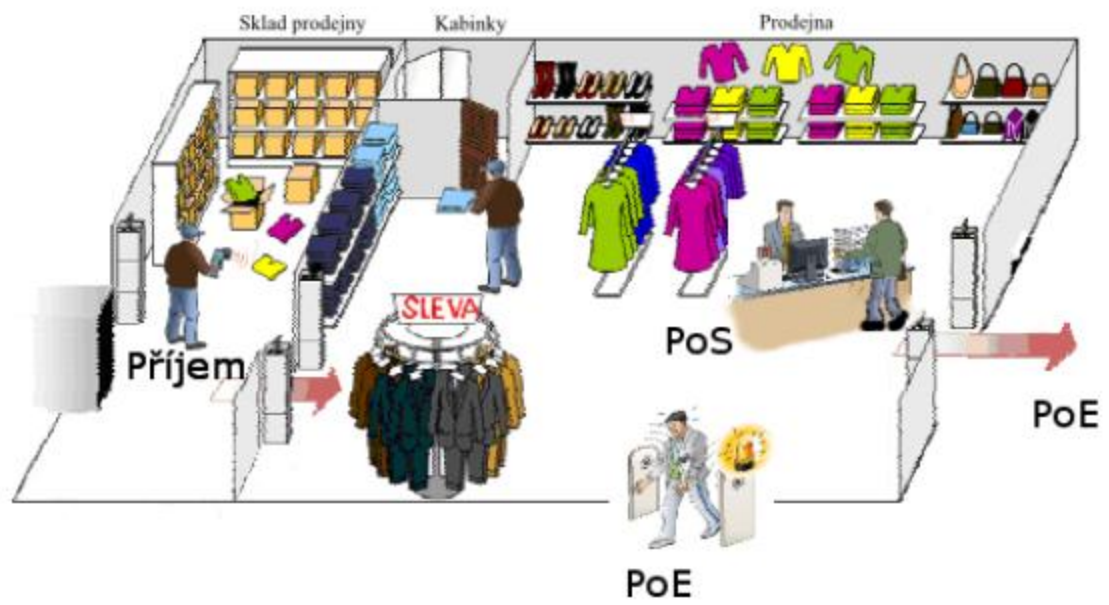 Sklad prodejny
Kabinky
Prodejna
SLEVA
PoS
Příjem
PoE
PoE